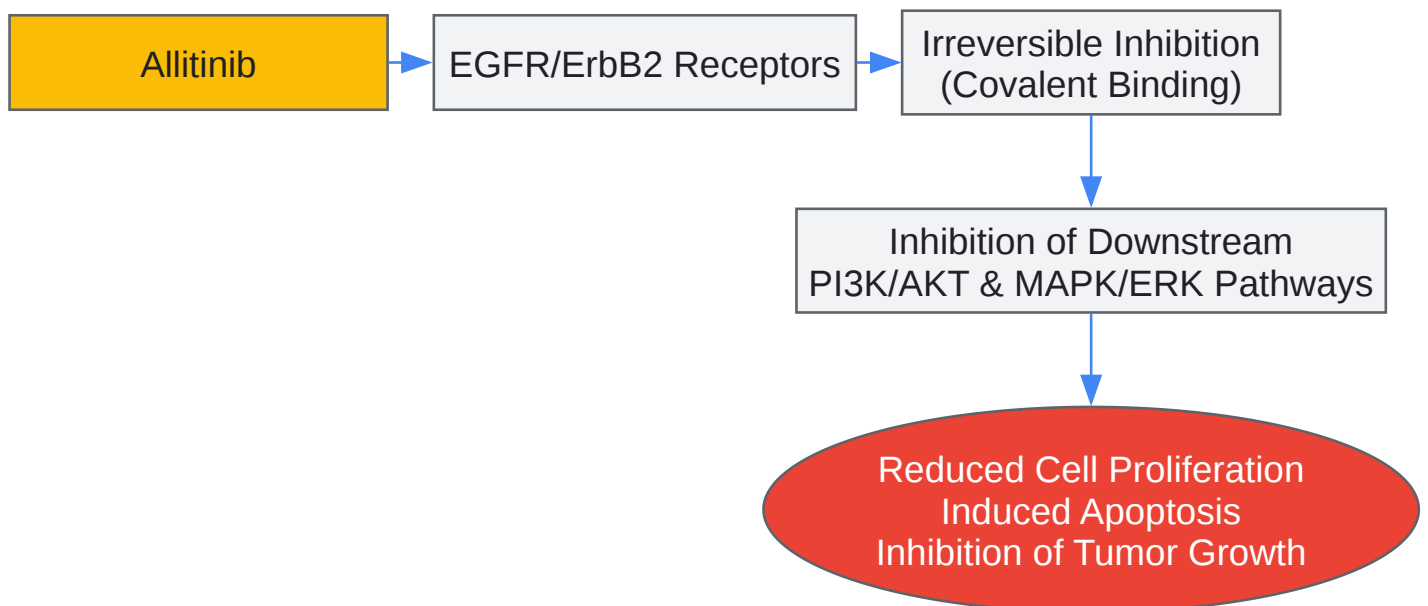 Allitinib
EGFR/ErbB2 Receptors
Irreversible Inhibition
(Covalent Binding)
Inhibition of Downstream
PI3K/AKT & MAPK/ERK Pathways
Reduced Cell Proliferation
Induced Apoptosis
Inhibition of Tumor Growth